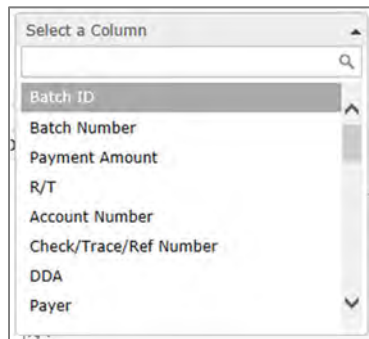 Select a Column
Batch ID
Batch Number
Payment Amount
R/T
Account Number
Check/Trace/Ref Number
DDA
Payer